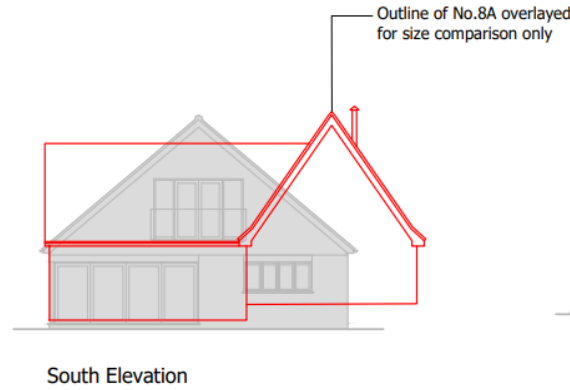 Outline of No.8A overlayed
for size comparison only
South Elevation